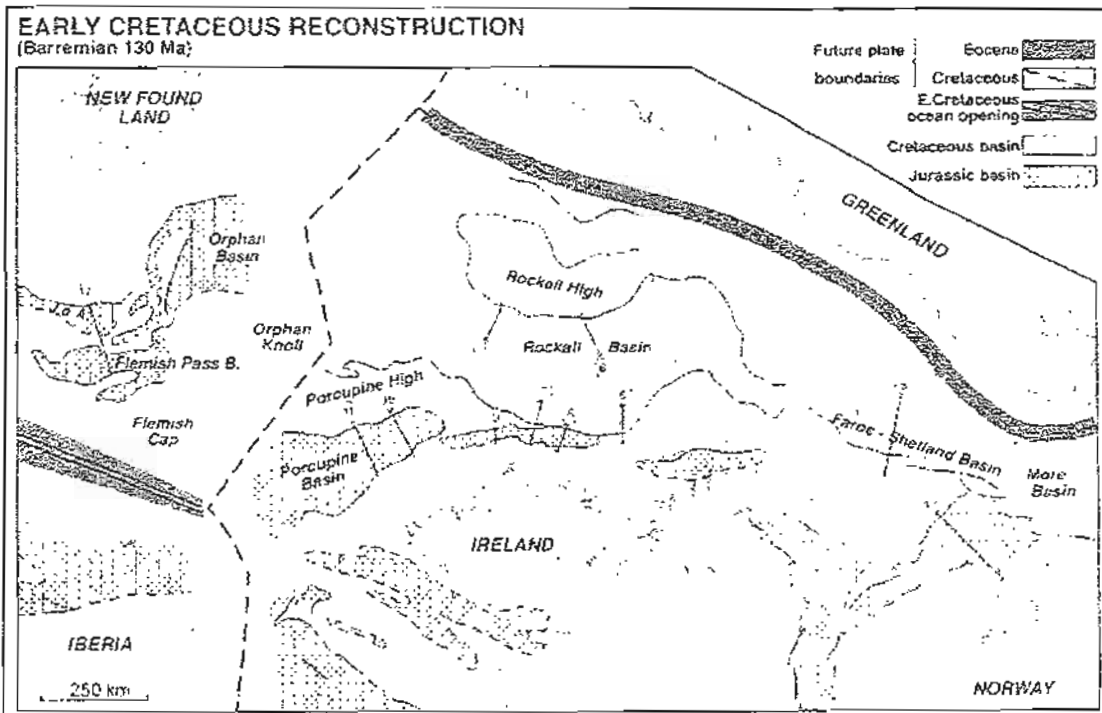 EARLY CRETACEOUS RECONSTRUCTION
(Barremian 130 Ma)
Future plate
boundaries
Eocene
Cretaceous
E.Cretaceous
ocean opening
Cretaceous basin
Jurassic basin
NEW FOUND
LAND
GREENLAND
Orphan
Basin
Rockall High
Orphan
Knoll
Rockall Basin
Flemish Pass B.
Porcupine High
Flemish
Cap
Faroe - Shetland Basin
Porcupine
Basin
More
Basin
IRELAND
IBERIA
250 km
NORWAY